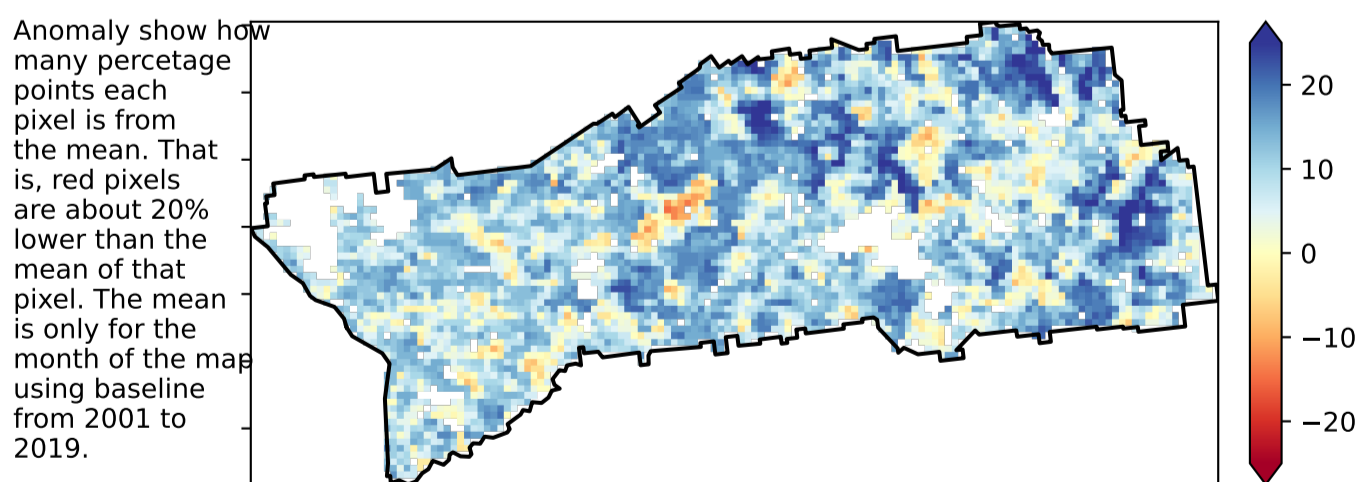 Anomaly show how
many percetage
points each
pixel is from
the mean. That
is, red pixels
are about 20%
lower than the
mean of that
pixel. The mean
is only for the
month of the map
using baseline
from 2001 to
2019.
20
10
0
−10
−20